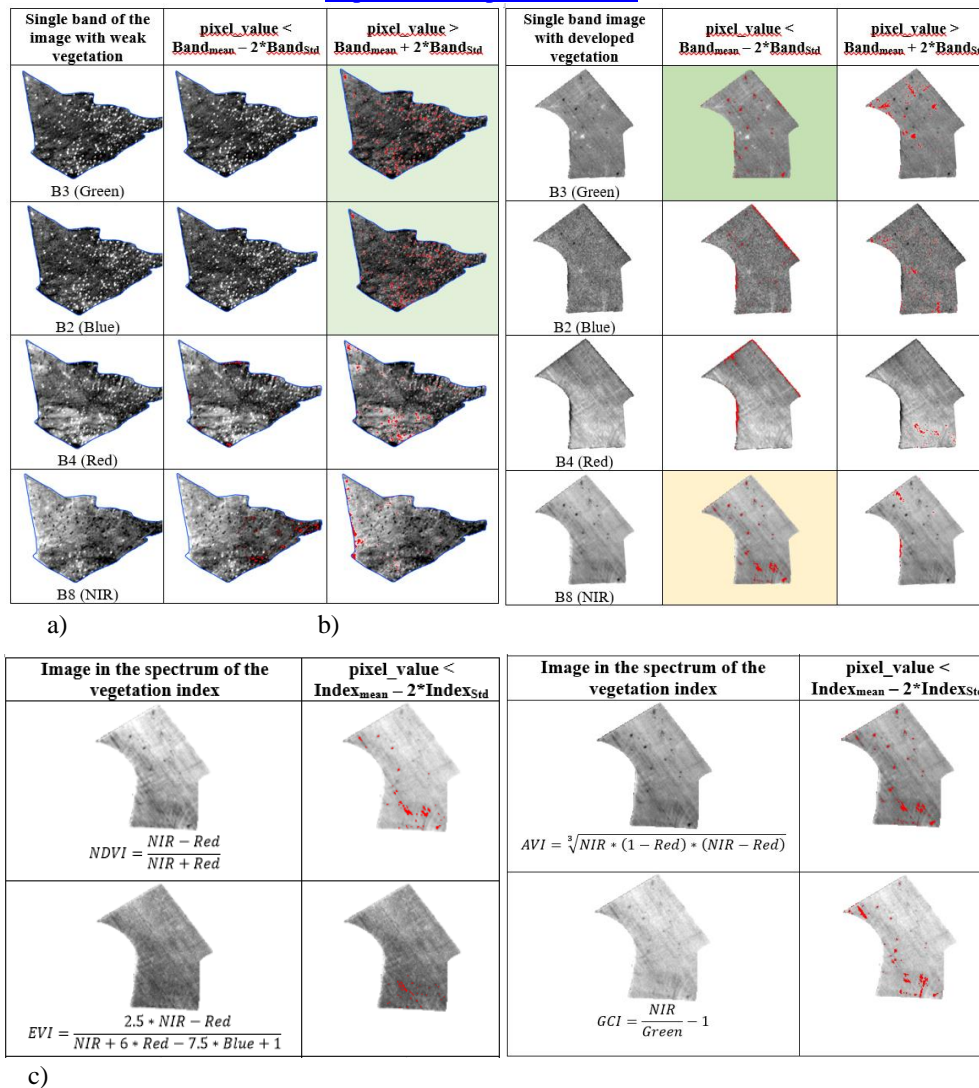 Single band of the
image with weak
vegetation
pixel_value <
Bandmean – 2*BandStd
pixel_value >
Bandmean + 2*BandStd
B3 (Green)
B2 (Blue)
B4 (Red)
B8 (NIR)
Single band image
with developed
vegetation
pixel_value <
Bandmean – 2*BandStd
pixel_value >
Bandmean + 2*BandSt
B3 (Green)
B2 (Blue)
B4 (Red)
B8 (NIR)
a)
b)
Image in the spectrum of the
vegetation index
pixel_value <
Indexmean – 2*IndexStd
NDVI = (NIR − Red) / (NIR + Red)
EVI = (2.5 * NIR − Red) / (NIR + 6 * Red − 7.5 * Blue + 1)
Image in the spectrum of the
vegetation index
pixel_value <
Indexmean – 2*IndexStd
AVI = ∛(NIR * (1 − Red) * (NIR − Red))
GCI = NIR / Green − 1
c)